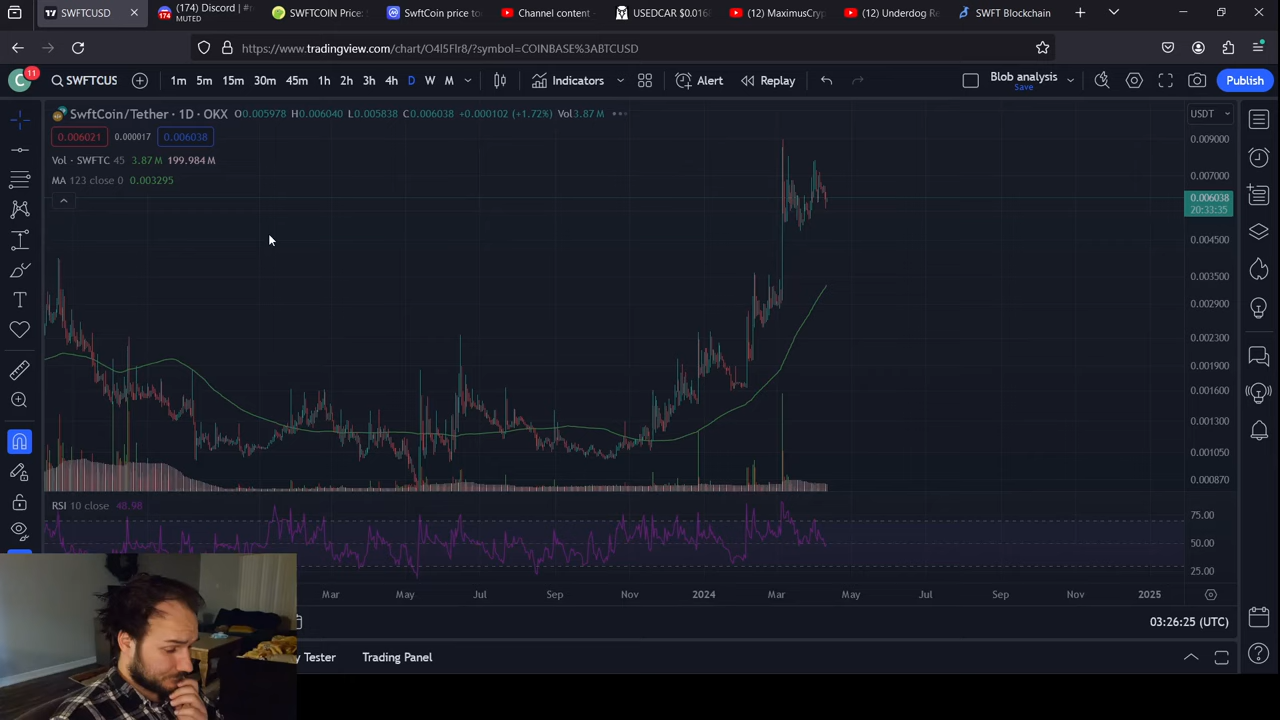 SWFTCUSD
(174) Discord | #
MUTED
SWFTCOIN Price:
SwftCoin price to
Channel content
USEDCAR $0.016
(12) MaximusCryp
(12) Underdog Re
SWFT Blockchain
https://www.tradingview.com/chart/O4l5FIr8/?symbol=COINBASE%3ABTCUSD
C
11
SWFTCUS
1m 5m 15m 30m 45m 1h 2h 3h 4h D W M
Indicators
Alert
Replay
Blob analysis
Save
Publish
SwftCoin/Tether · 1D · OKX O0.005978 H0.006040 L0.005838 C0.006038 +0.000102 (+1.72%) Vol3.87 M
USDT
0.006021 0.000017 0.006038
Vol · SWFTC 45 3.87 M 199.984 M
MA 123 close 0 0.003295
0.009000
0.007000
0.006038
20:33:35
0.004500
0.003500
0.002900
0.002300
0.001900
0.001600
0.001300
0.001050
0.000870
RSI 10 close 48.98
75.00
50.00
25.00
Mar May Jul Sep Nov 2024 Mar May Jul Sep Nov 2025
03:26:25 (UTC)
y Tester
Trading Panel